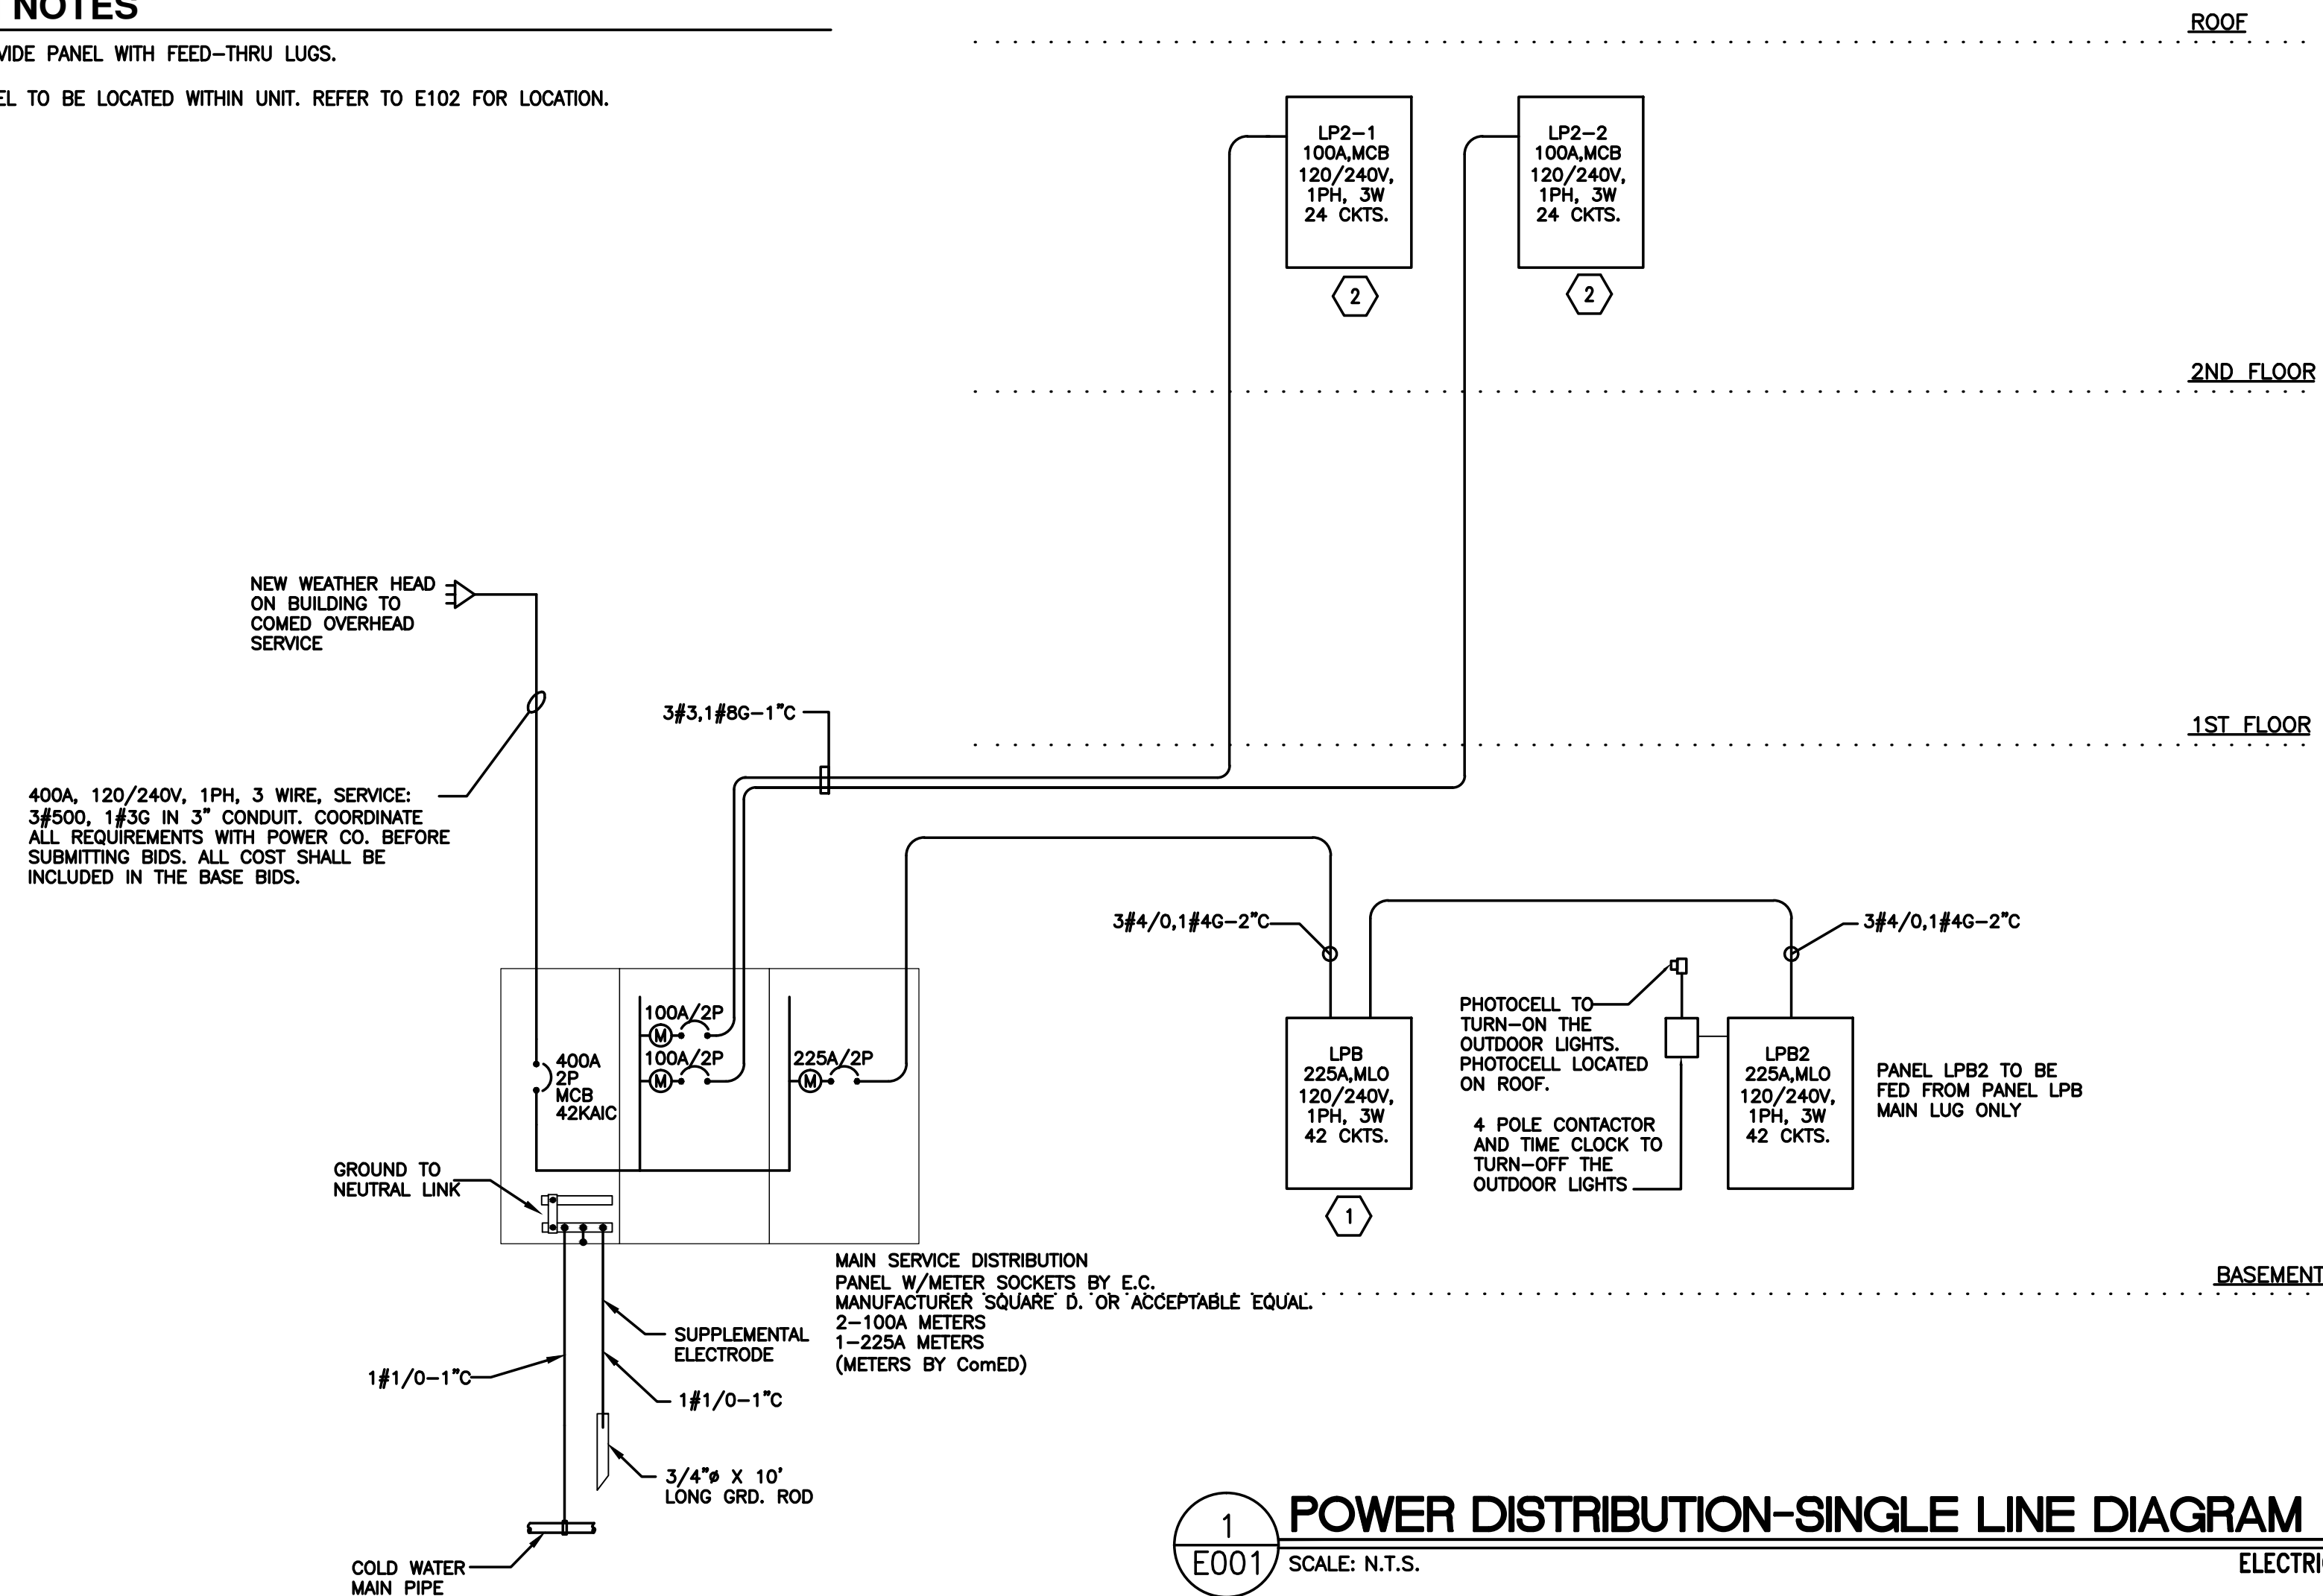 NOTES
VIDE PANEL WITH FEED-THRU LUGS.
EL TO BE LOCATED WITHIN UNIT. REFER TO E102 FOR LOCATION.
ROOF
LP2-1
100A,MCB
120/240V,
1PH, 3W
24 CKTS.
2
LP2-2
100A,MCB
120/240V,
1PH, 3W
24 CKTS.
2
2ND FLOOR
NEW WEATHER HEAD
ON BUILDING TO
COMED OVERHEAD
SERVICE
3#3,1#8G-1"C
1ST FLOOR
400A, 120/240V, 1PH, 3 WIRE, SERVICE:
3#500, 1#3G IN 3" CONDUIT. COORDINATE
ALL REQUIREMENTS WITH POWER CO. BEFORE
SUBMITTING BIDS. ALL COST SHALL BE
INCLUDED IN THE BASE BIDS.
3#4/0,1#4G-2"C
3#4/0,1#4G-2"C
400A
2P
MCB
42KAIC
100A/2P
M
100A/2P
M
225A/2P
M
LPB
225A,MLO
120/240V,
1PH, 3W
42 CKTS.
1
PHOTOCELL TO
TURN-ON THE
OUTDOOR LIGHTS.
PHOTOCELL LOCATED
ON ROOF.
4 POLE CONTACTOR
AND TIME CLOCK TO
TURN-OFF THE
OUTDOOR LIGHTS
LPB2
225A,MLO
120/240V,
1PH, 3W
42 CKTS.
PANEL LPB2 TO BE
FED FROM PANEL LPB
MAIN LUG ONLY
GROUND TO
NEUTRAL LINK
MAIN SERVICE DISTRIBUTION
PANEL W/METER SOCKETS BY E.C.
MANUFACTURER SQUARE D. OR ACCEPTABLE EQUAL.
2-100A METERS
1-225A METERS
(METERS BY ComED)
BASEMENT
SUPPLEMENTAL
ELECTRODE
1#1/0-1"C
1#1/0-1"C
3/4"ø X 10'
LONG GRD. ROD
COLD WATER
MAIN PIPE
1
E001
POWER DISTRIBUTION-SINGLE LINE DIAGRAM
SCALE: N.T.S.
ELECTRI